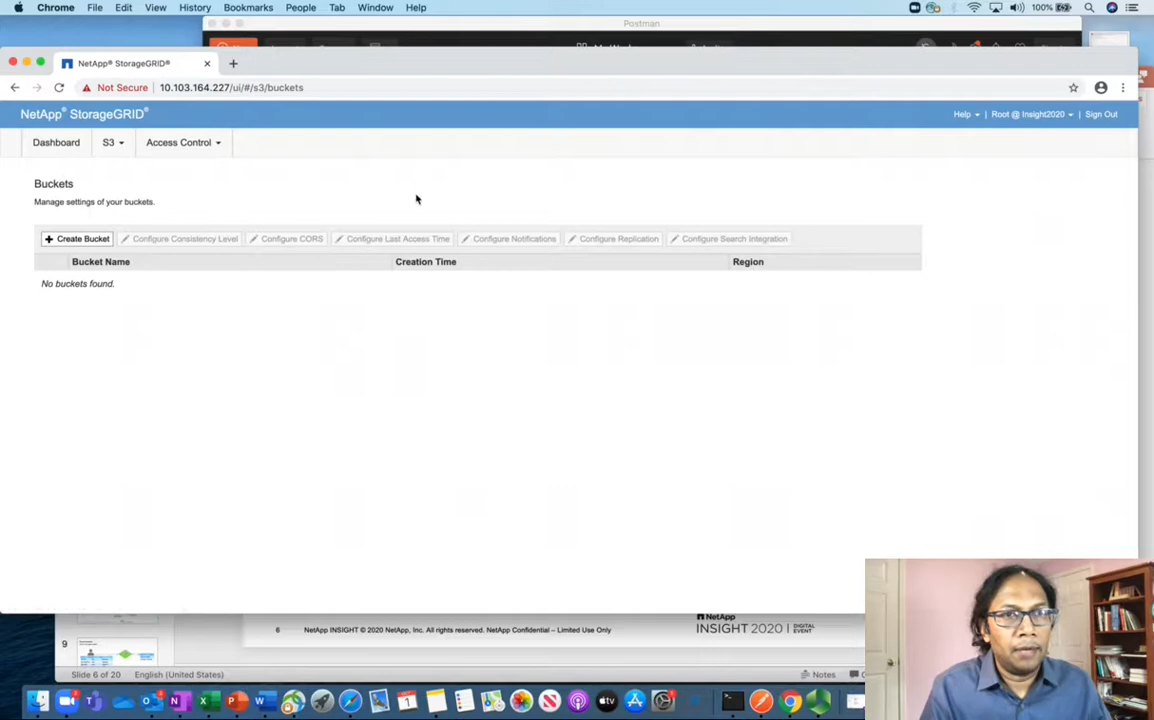 Chrome File Edit View History Bookmarks People Tab Window Help 100%
Postman
NetApp® StorageGRID®
Not Secure 10.103.164.227/ui/#/s3/buckets
NetApp® StorageGRID®
Help Root @ Insight2020 Sign Out
Dashboard S3 Access Control
Buckets
Manage settings of your buckets.
Create Bucket Configure Consistency Level Configure CORS Configure Last Access Time Configure Notifications Configure Replication Configure Search Integration
Bucket Name Creation Time Region
No buckets found.
NetApp
6 NetApp INSIGHT © 2020 NetApp, Inc. All rights reserved. NetApp Confidential – Limited Use Only
INSIGHT 2020 DIGITAL EVENT
9
Slide 6 of 20 English (United States) Notes